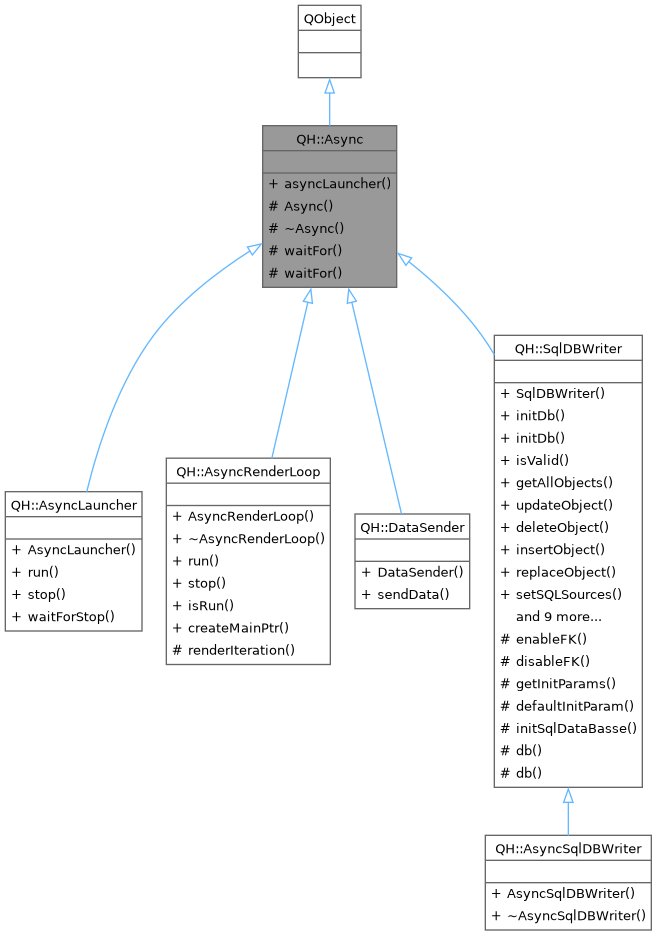 QObject
QH::Async
+ asyncLauncher()
# Async()
# ~Async()
# waitFor()
# waitFor()
QH::AsyncLauncher
+ AsyncLauncher()
+ run()
+ stop()
+ waitForStop()
QH::AsyncRenderLoop
+ AsyncRenderLoop()
+ ~AsyncRenderLoop()
+ run()
+ stop()
+ isRun()
+ createMainPtr()
# renderIteration()
QH::DataSender
+ DataSender()
+ sendData()
QH::SqlDBWriter
+ SqlDBWriter()
+ initDb()
+ initDb()
+ isValid()
+ getAllObjects()
+ updateObject()
+ deleteObject()
+ insertObject()
+ replaceObject()
+ setSQLSources()
and 9 more...
# enableFK()
# disableFK()
# getInitParams()
# defaultInitParam()
# initSqlDataBasse()
# db()
# db()
QH::AsyncSqlDBWriter
+ AsyncSqlDBWriter()
+ ~AsyncSqlDBWriter()